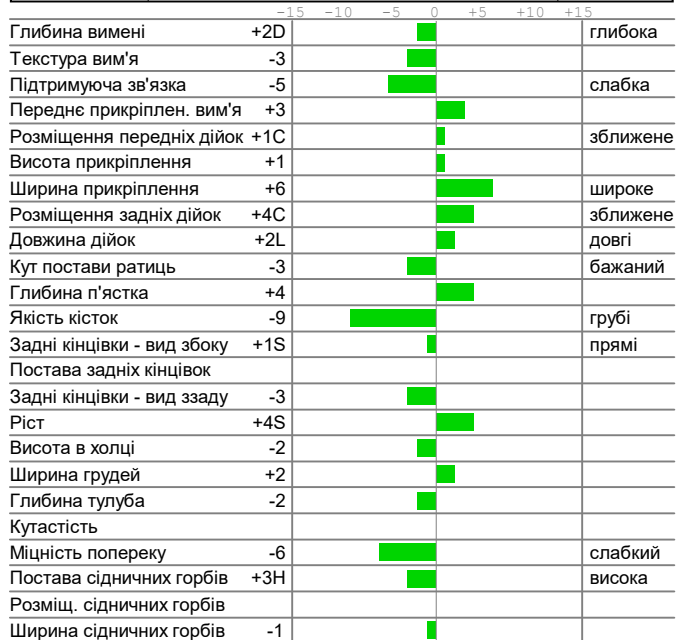 -15 -10 -5 0 +5 +10 +15
Глибина вимені +2D глибока
Текстура вим'я -3
Підтримуюча зв'язка -5 слабка
Переднє прикріплен. вим'я +3
Розміщення передніх дійок +1C зближене
Висота прикріплення +1
Ширина прикріплення +6 широке
Розміщення задніх дійок +4C зближене
Довжина дійок +2L довгі
Кут постави ратиць -3 бажаний
Глибина п'ястка +4
Якість кісток -9 грубі
Задні кінцівки - вид збоку +1S прямі
Постава задніх кінцівок
Задні кінцівки - вид ззаду -3
Ріст +4S
Висота в холці -2
Ширина грудей +2
Глибина тулуба -2
Кутастість
Міцність попереку -6 слабкий
Постава сідничних горбів +3H висока
Розміщ. сідничних горбів
Ширина сідничних горбів -1